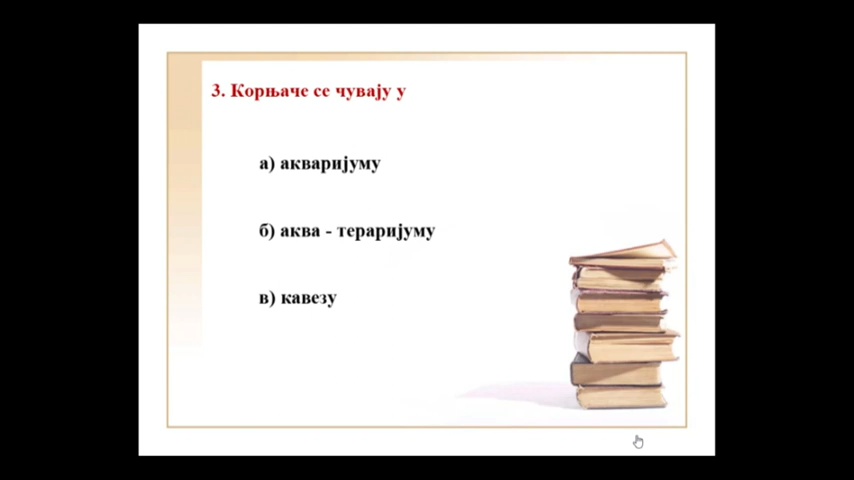 3. Корњаче се чувају у
а) акваријуму
б) аква - тераријуму
в) кавезу